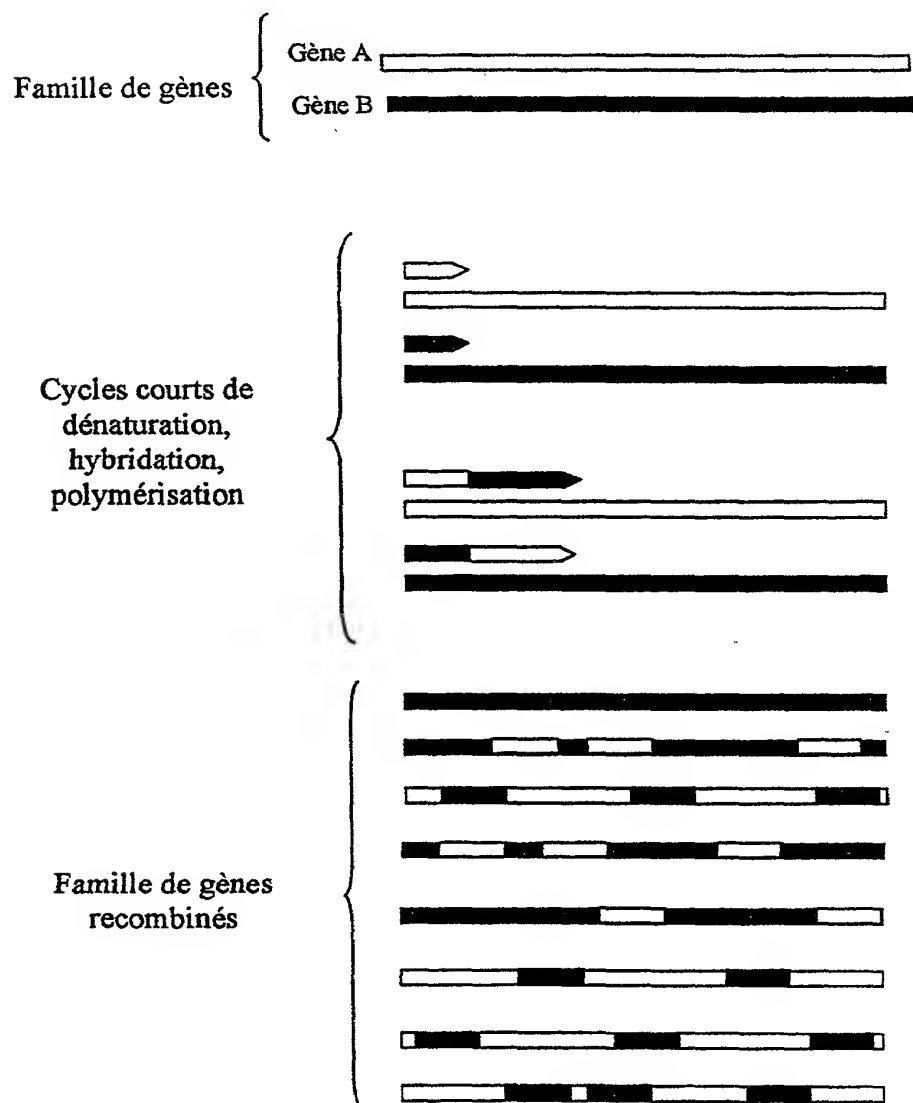 Gène A
Famille de gènes
Gène B
Cycles courts de
dénaturation,
hybridation,
polymérisation
Famille de gènes
recombinés